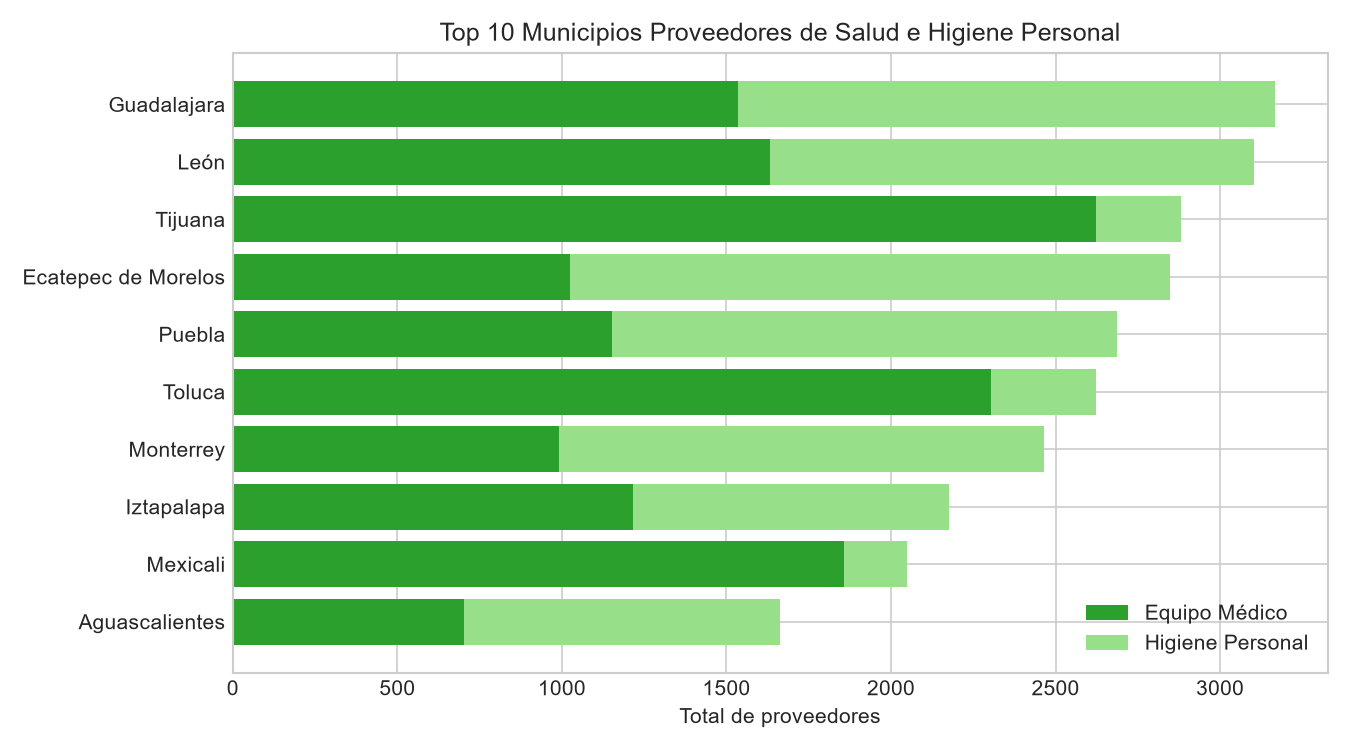 Top 10 Municipios Proveedores de Salud e Higiene Personal
Guadalajara
León
Tijuana
Ecatepec de Morelos
Puebla
Toluca
Monterrey
Iztapalapa
Mexicali
Aguascalientes
Equipo Médico
Higiene Personal
0 500 1000 1500 2000 2500 3000
Total de proveedores